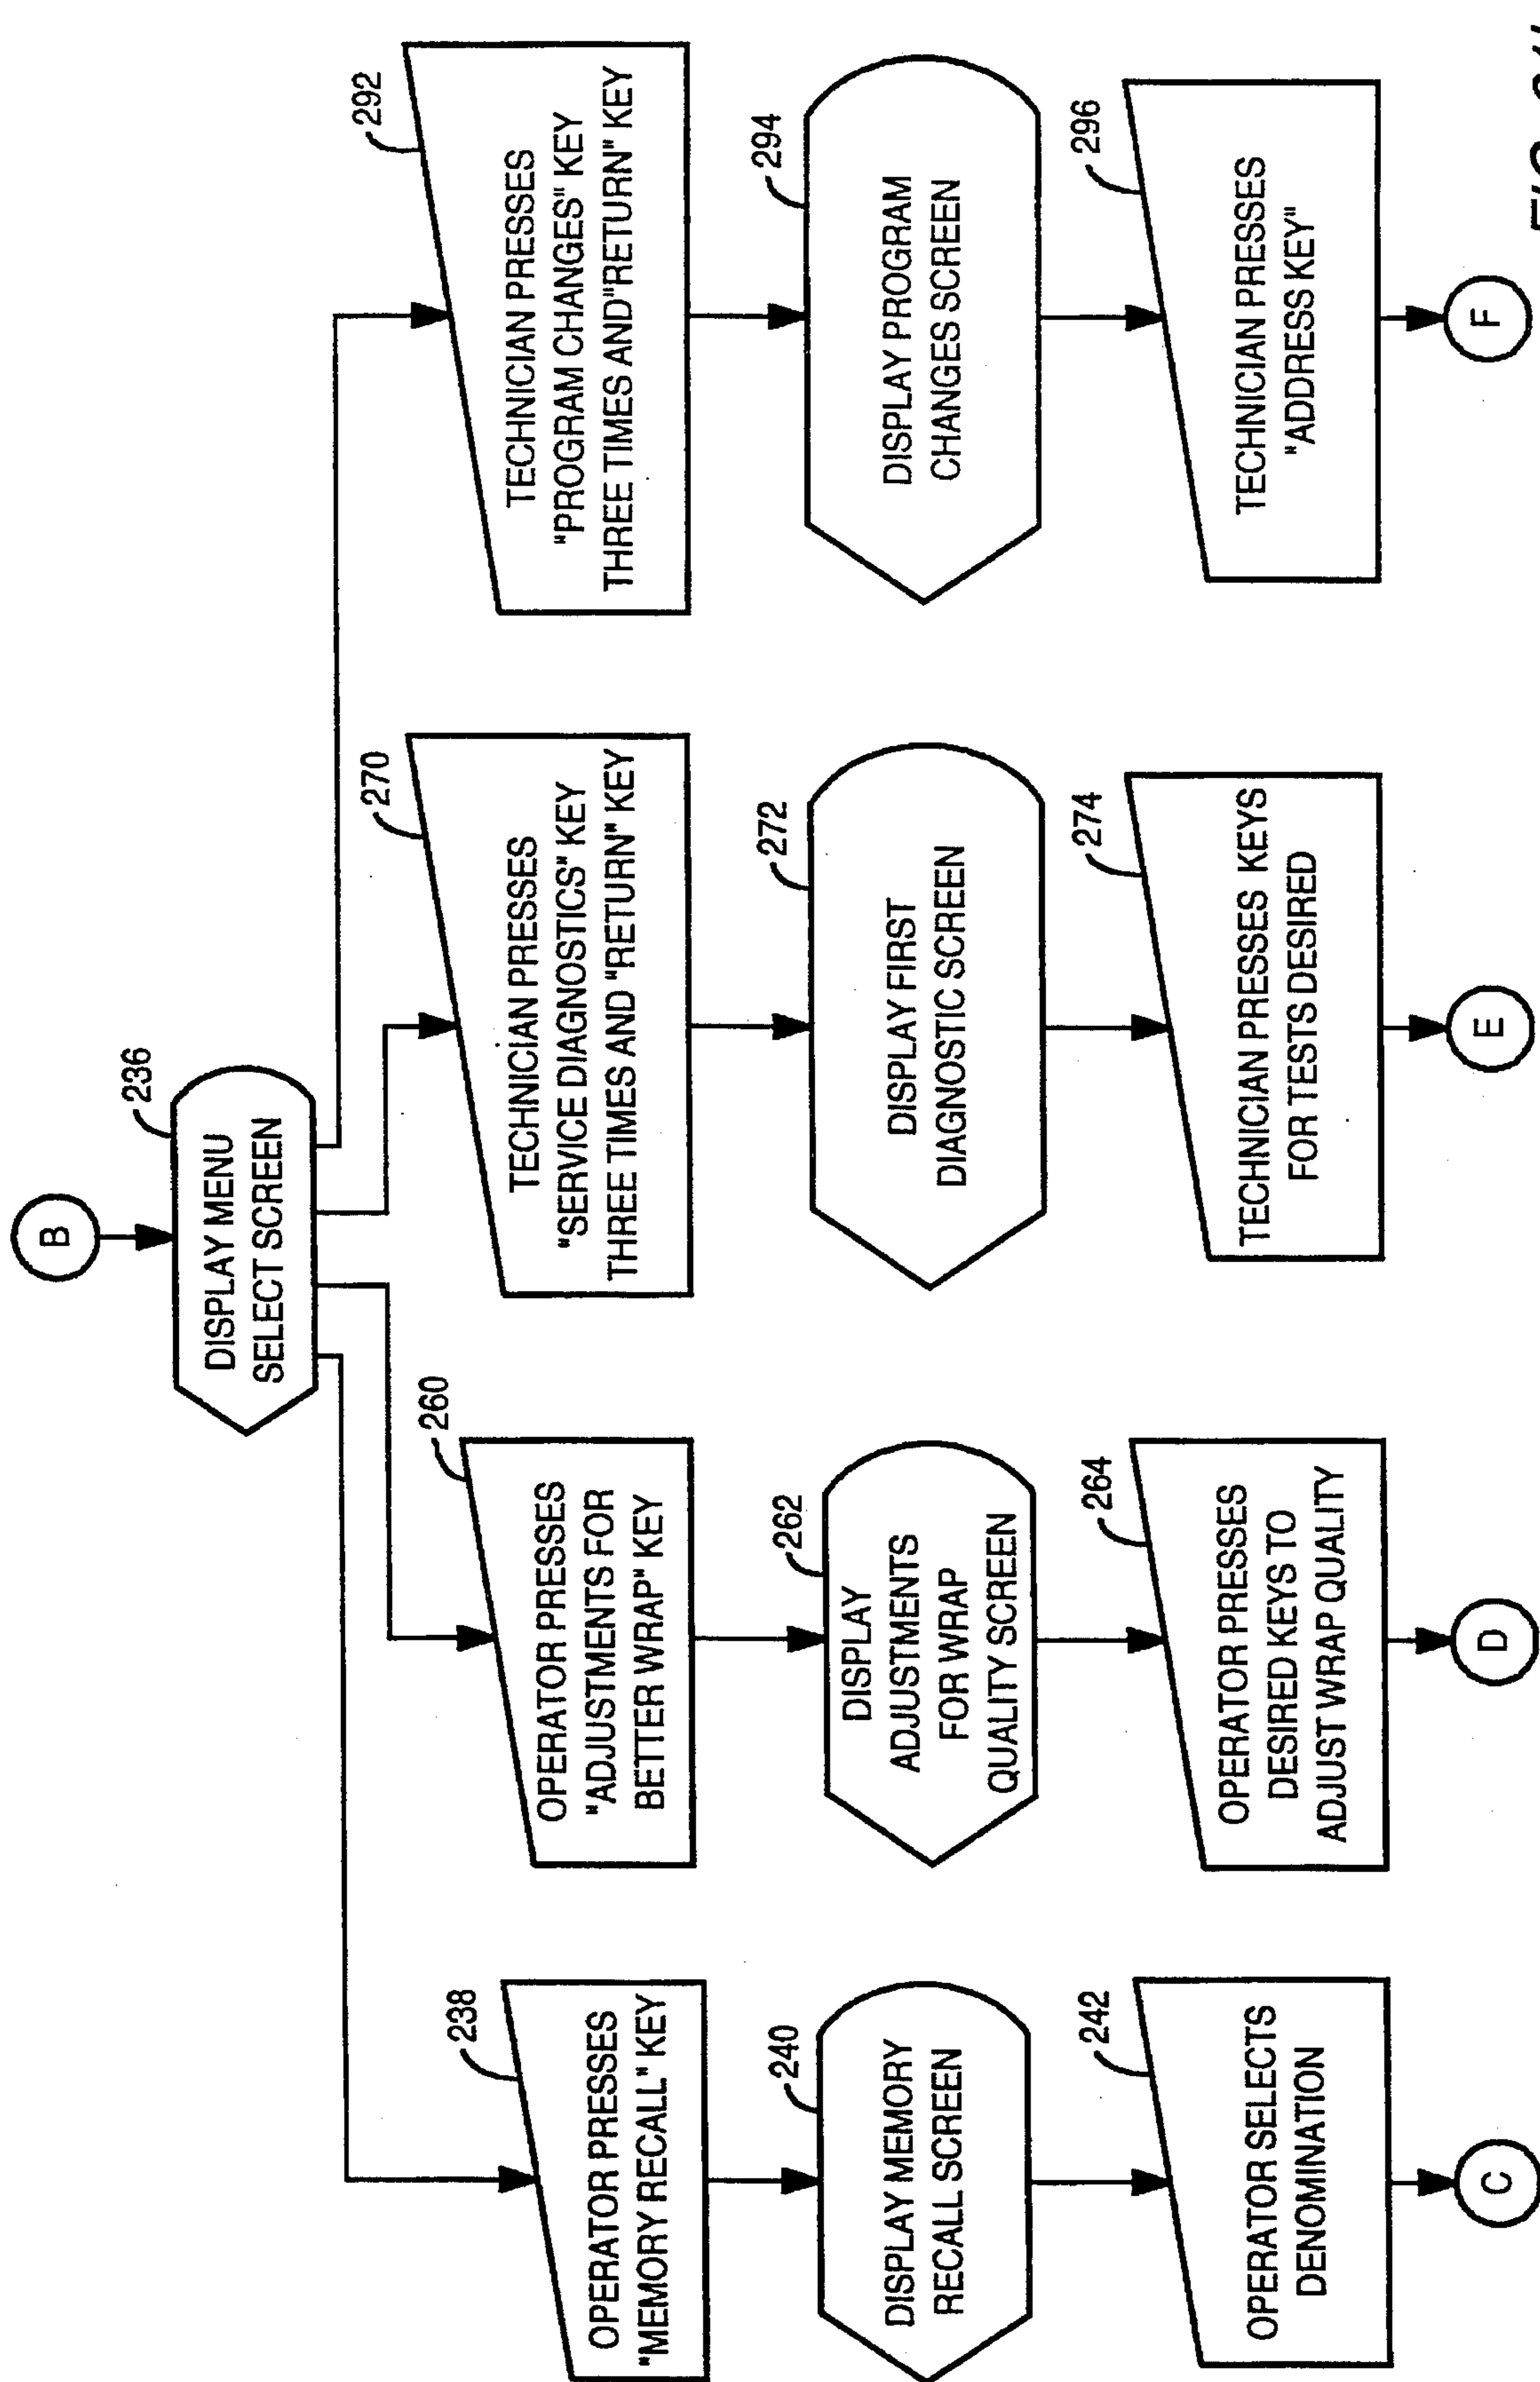 B
236
DISPLAY MENU
SELECT SCREEN
238
OPERATOR PRESSES
"MEMORY RECALL" KEY
240
DISPLAY MEMORY
RECALL SCREEN
242
OPERATOR SELECTS
DENOMINATION
C
260
OPERATOR PRESSES
"ADJUSTMENTS FOR
BETTER WRAP" KEY
262
DISPLAY
ADJUSTMENTS
FOR WRAP
QUALITY SCREEN
264
OPERATOR PRESSES
DESIRED KEYS TO
ADJUST WRAP QUALITY
D
270
TECHNICIAN PRESSES
"SERVICE DIAGNOSTICS" KEY
THREE TIMES AND "RETURN" KEY
272
DISPLAY FIRST
DIAGNOSTIC SCREEN
274
TECHNICIAN PRESSES KEYS
FOR TESTS DESIRED
E
292
TECHNICIAN PRESSES
"PROGRAM CHANGES" KEY
THREE TIMES AND"RETURN" KEY
294
DISPLAY PROGRAM
CHANGES SCREEN
296
TECHNICIAN PRESSES
"ADDRESS KEY"
F